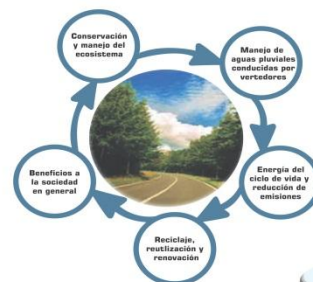 Conservación
y manejo del
ecosistema
Manejo de
aguas pluviales
conducidas por
vertedores
Energía del
ciclo de vida y
reducción de
emisiones
Reciclaje,
reutlización y
renovación
Beneficios a
la sociedad
en general